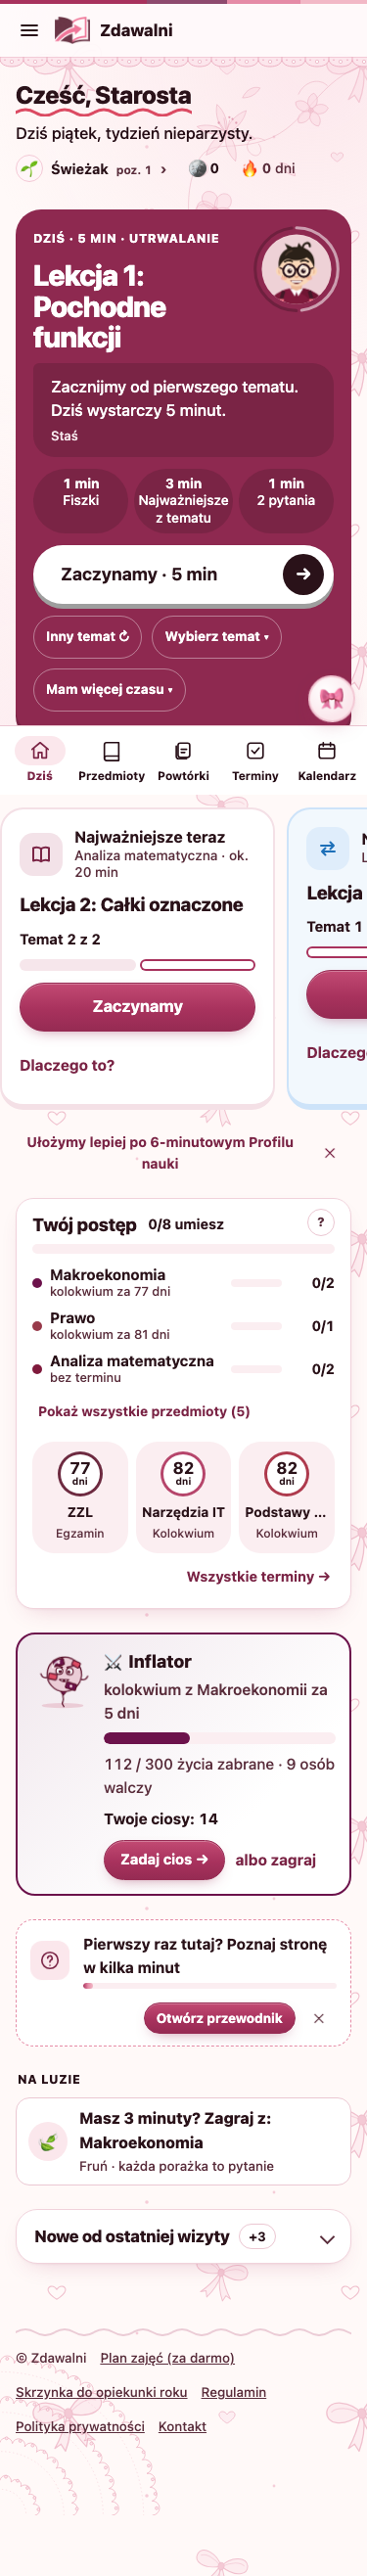 Zdawalni
Cześć, Starosta
Dziś piątek, tydzień nieparzysty.
Świeżak poz. 1 › 0 0 dni
DZIŚ · 5 MIN · UTRWALANIE
Lekcja 1:
Pochodne
funkcji
Zacznijmy od pierwszego tematu.
Dziś wystarczy 5 minut.
Staś
1 min
Fiszki
3 min
Najważniejsze
z tematu
1 min
2 pytania
Zaczynamy · 5 min →
Inny temat ↻
Wybierz temat ▾
Mam więcej czasu ▾
Dziś
Przedmioty
Powtórki
Terminy
Kalendarz
Najważniejsze teraz
Analiza matematyczna · ok.
20 min
Lekcja 2: Całki oznaczone
Temat 2 z 2
Zaczynamy
Dlaczego to?
Lekcja
Temat 1
Ułożymy lepiej po 6-minutowym Profilu
nauki
Twój postęp 0/8 umiesz ?
Makroekonomia
kolokwium za 77 dni
0/2
Prawo
kolokwium za 81 dni
0/1
Analiza matematyczna
bez terminu
0/2
Pokaż wszystkie przedmioty (5)
77
dni
ZZL
Egzamin
82
dni
Narzędzia IT
Kolokwium
82
dni
Podstawy ...
Kolokwium
Wszystkie terminy →
⚔ Inflator
kolokwium z Makroekonomii za
5 dni
112 / 300 życia zabrane · 9 osób
walczy
Twoje ciosy: 14
Zadaj cios →
albo zagraj
Pierwszy raz tutaj? Poznaj stronę
w kilka minut
Otwórz przewodnik
NA LUZIE
Masz 3 minuty? Zagraj z:
Makroekonomia
Fruń · każda porażka to pytanie
Nowe od ostatniej wizyty +3
© Zdawalni Plan zajęć (za darmo)
Skrzynka do opiekunki roku Regulamin
Polityka prywatności Kontakt